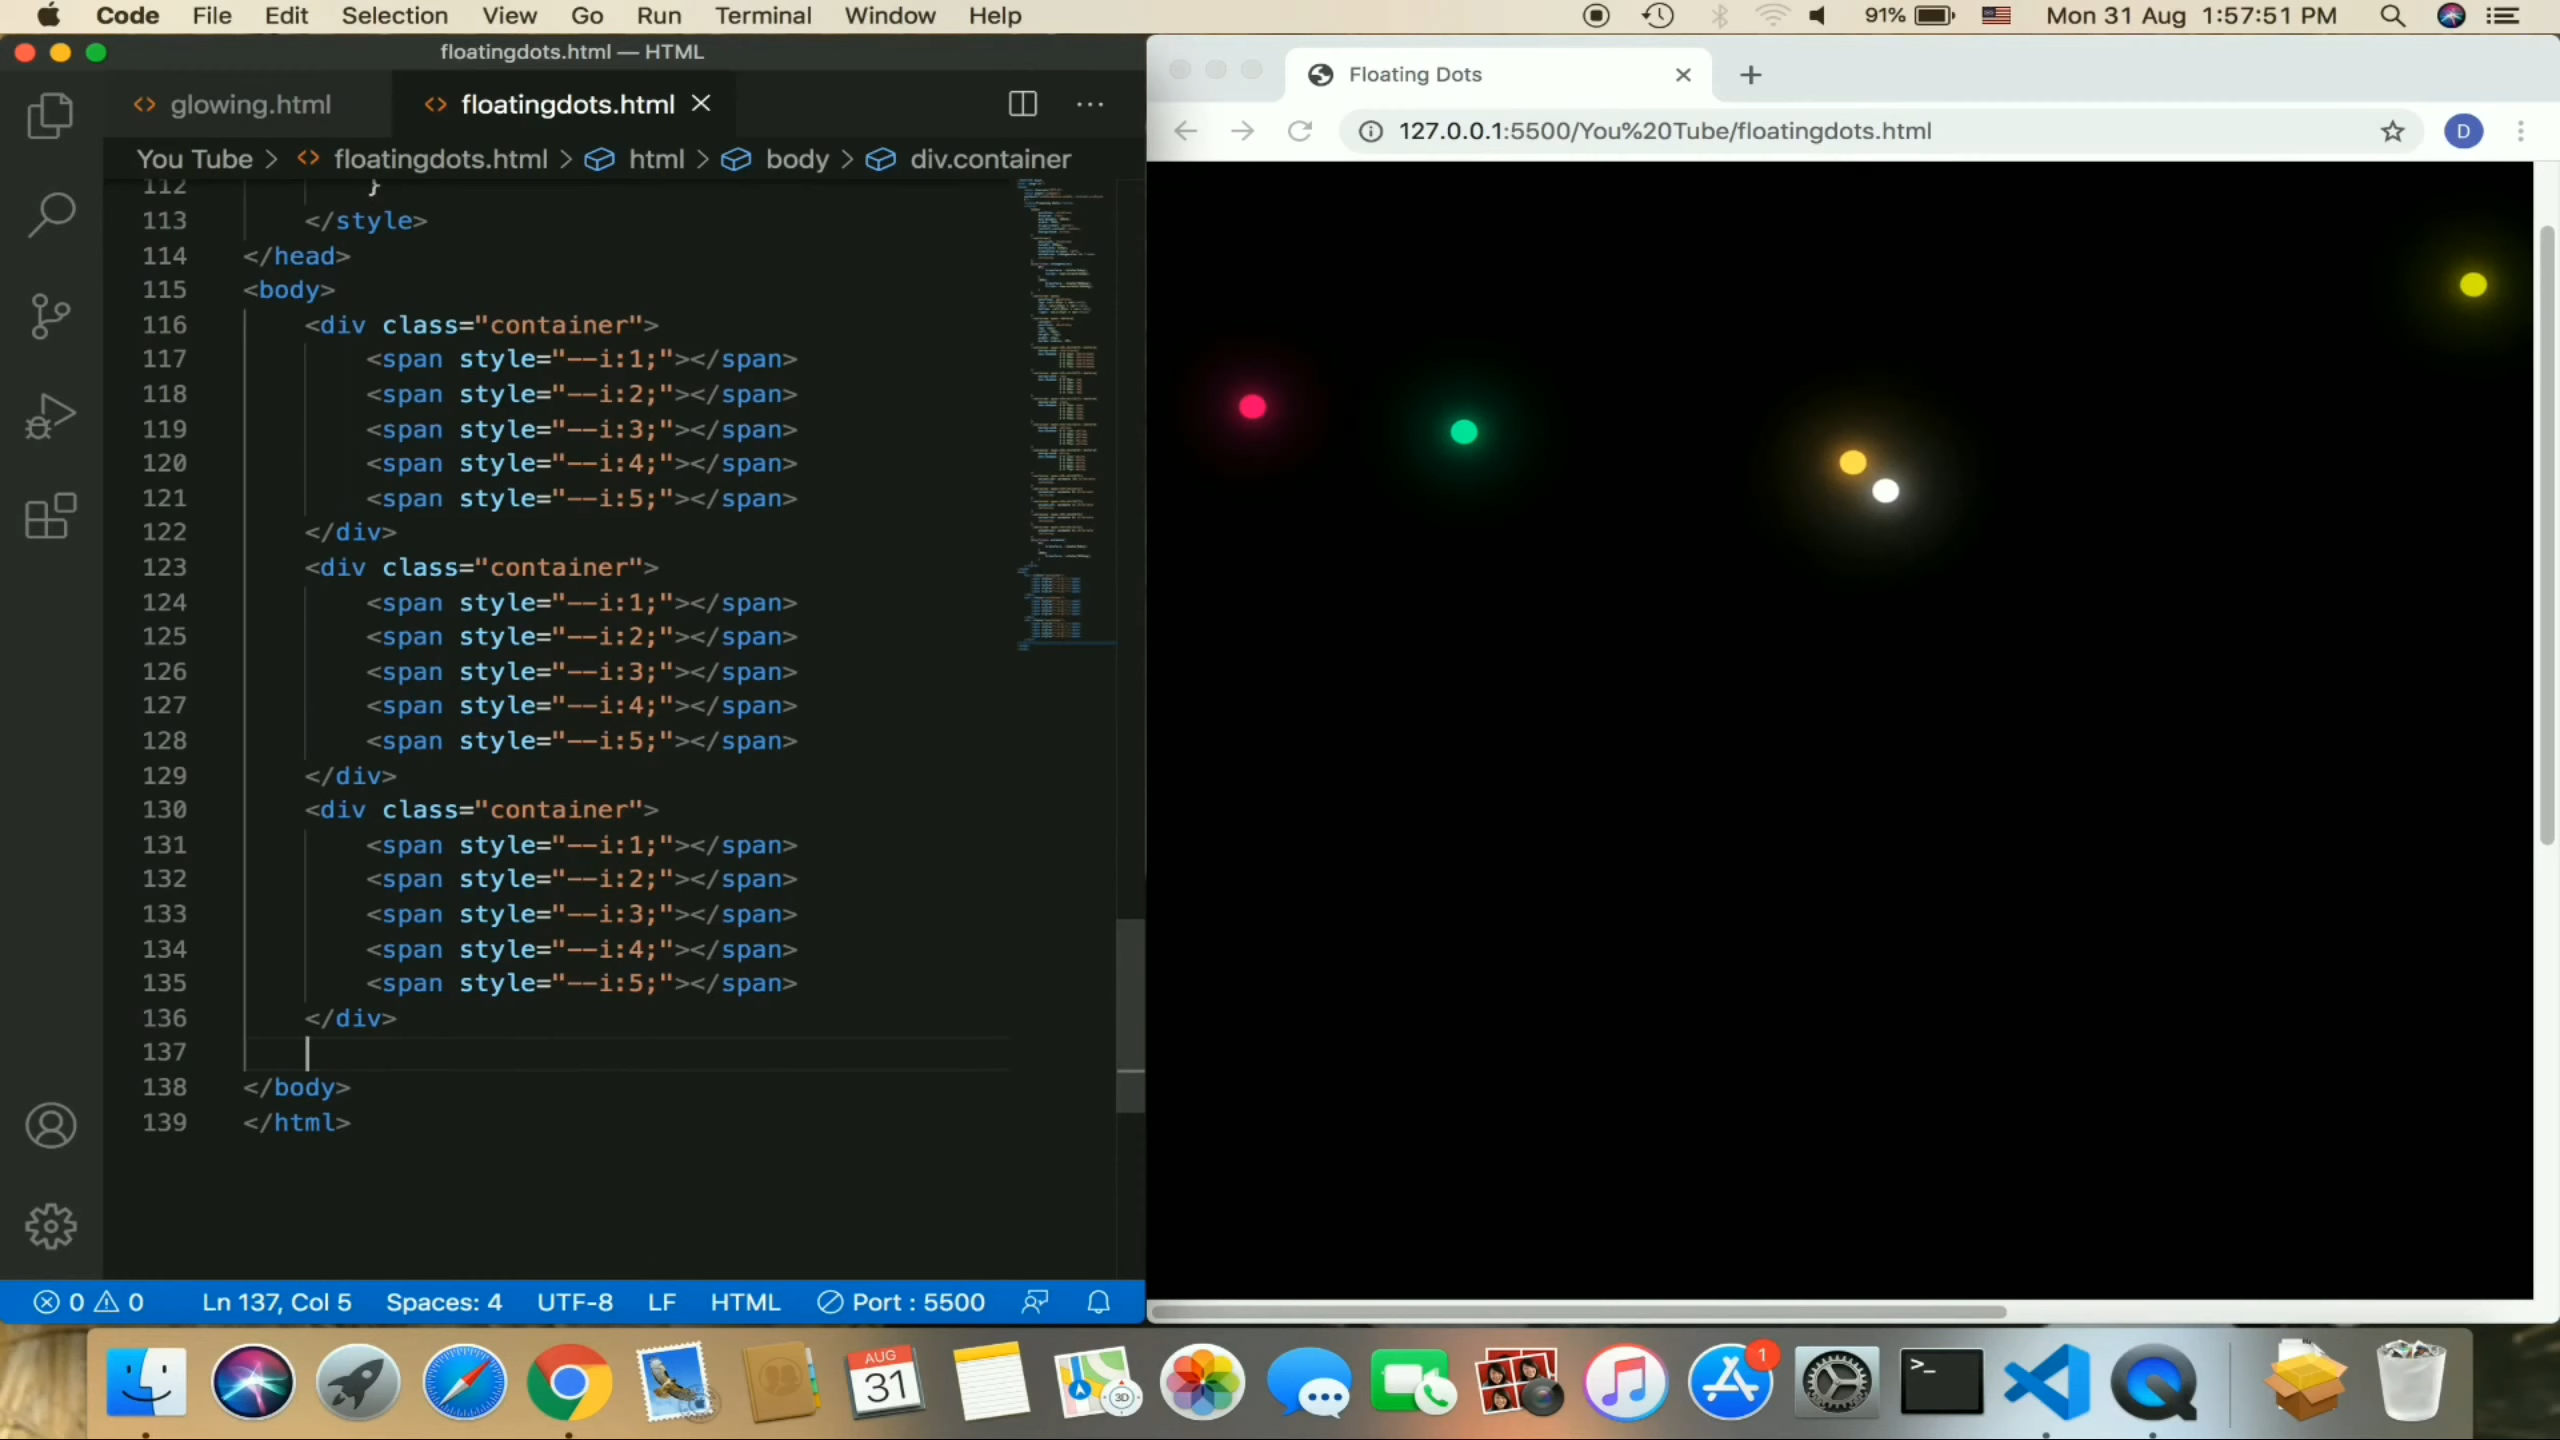 Code File Edit Selection View Go Run Terminal Window Help 91% Mon 31 Aug 1:57:51 PM
floatingdots.html — HTML
glowing.html floatingdots.html
You Tube > floatingdots.html > html > body > div.container
112 }
113 </style>
114 </head>
115 <body>
116 <div class="container">
117 <span style="--i:1;"></span>
118 <span style="--i:2;"></span>
119 <span style="--i:3;"></span>
120 <span style="--i:4;"></span>
121 <span style="--i:5;"></span>
122 </div>
123 <div class="container">
124 <span style="--i:1;"></span>
125 <span style="--i:2;"></span>
126 <span style="--i:3;"></span>
127 <span style="--i:4;"></span>
128 <span style="--i:5;"></span>
129 </div>
130 <div class="container">
131 <span style="--i:1;"></span>
132 <span style="--i:2;"></span>
133 <span style="--i:3;"></span>
134 <span style="--i:4;"></span>
135 <span style="--i:5;"></span>
136 </div>
137
138 </body>
139 </html>
0 0 Ln 137, Col 5 Spaces: 4 UTF-8 LF HTML Port : 5500
Floating Dots
127.0.0.1:5500/You%20Tube/floatingdots.html
D
AUG
31
3D
1
>_